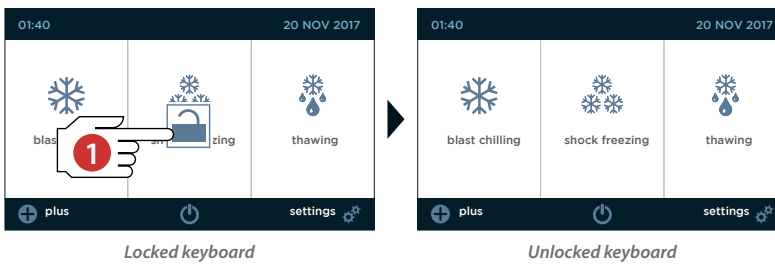 01:40 20 NOV 2017
zing thawing
1
plus settings
Locked keyboard
01:40 20 NOV 2017
blast chilling shock freezing thawing
plus settings
Unlocked keyboard